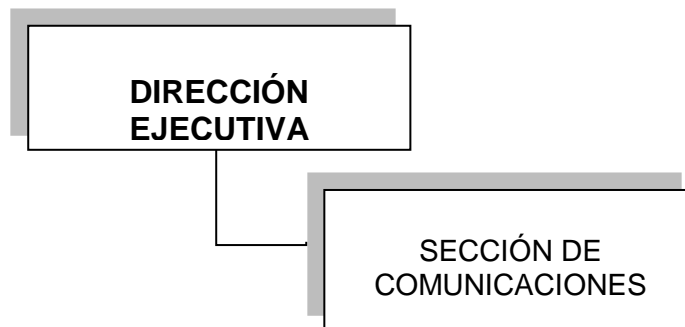 DIRECCIÓN
EJECUTIVA
SECCIÓN DE
COMUNICACIONES